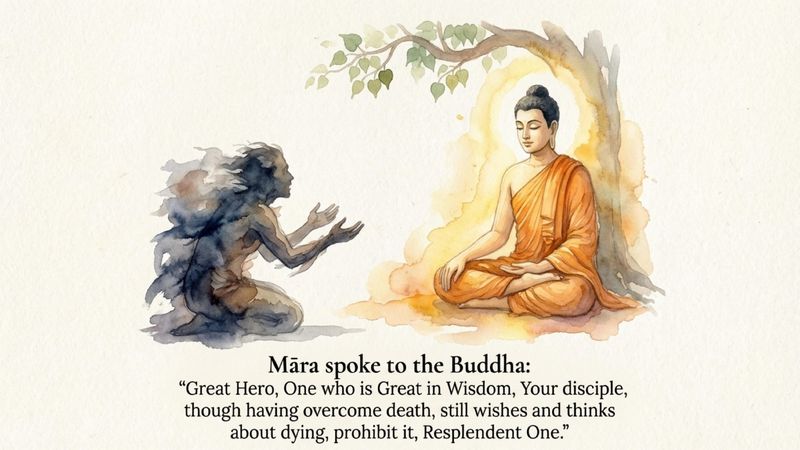 Māra spoke to the Buddha:
“Great Hero, One who is Great in Wisdom, Your disciple,
though having overcome death, still wishes and thinks
about dying, prohibit it, Resplendent One.”